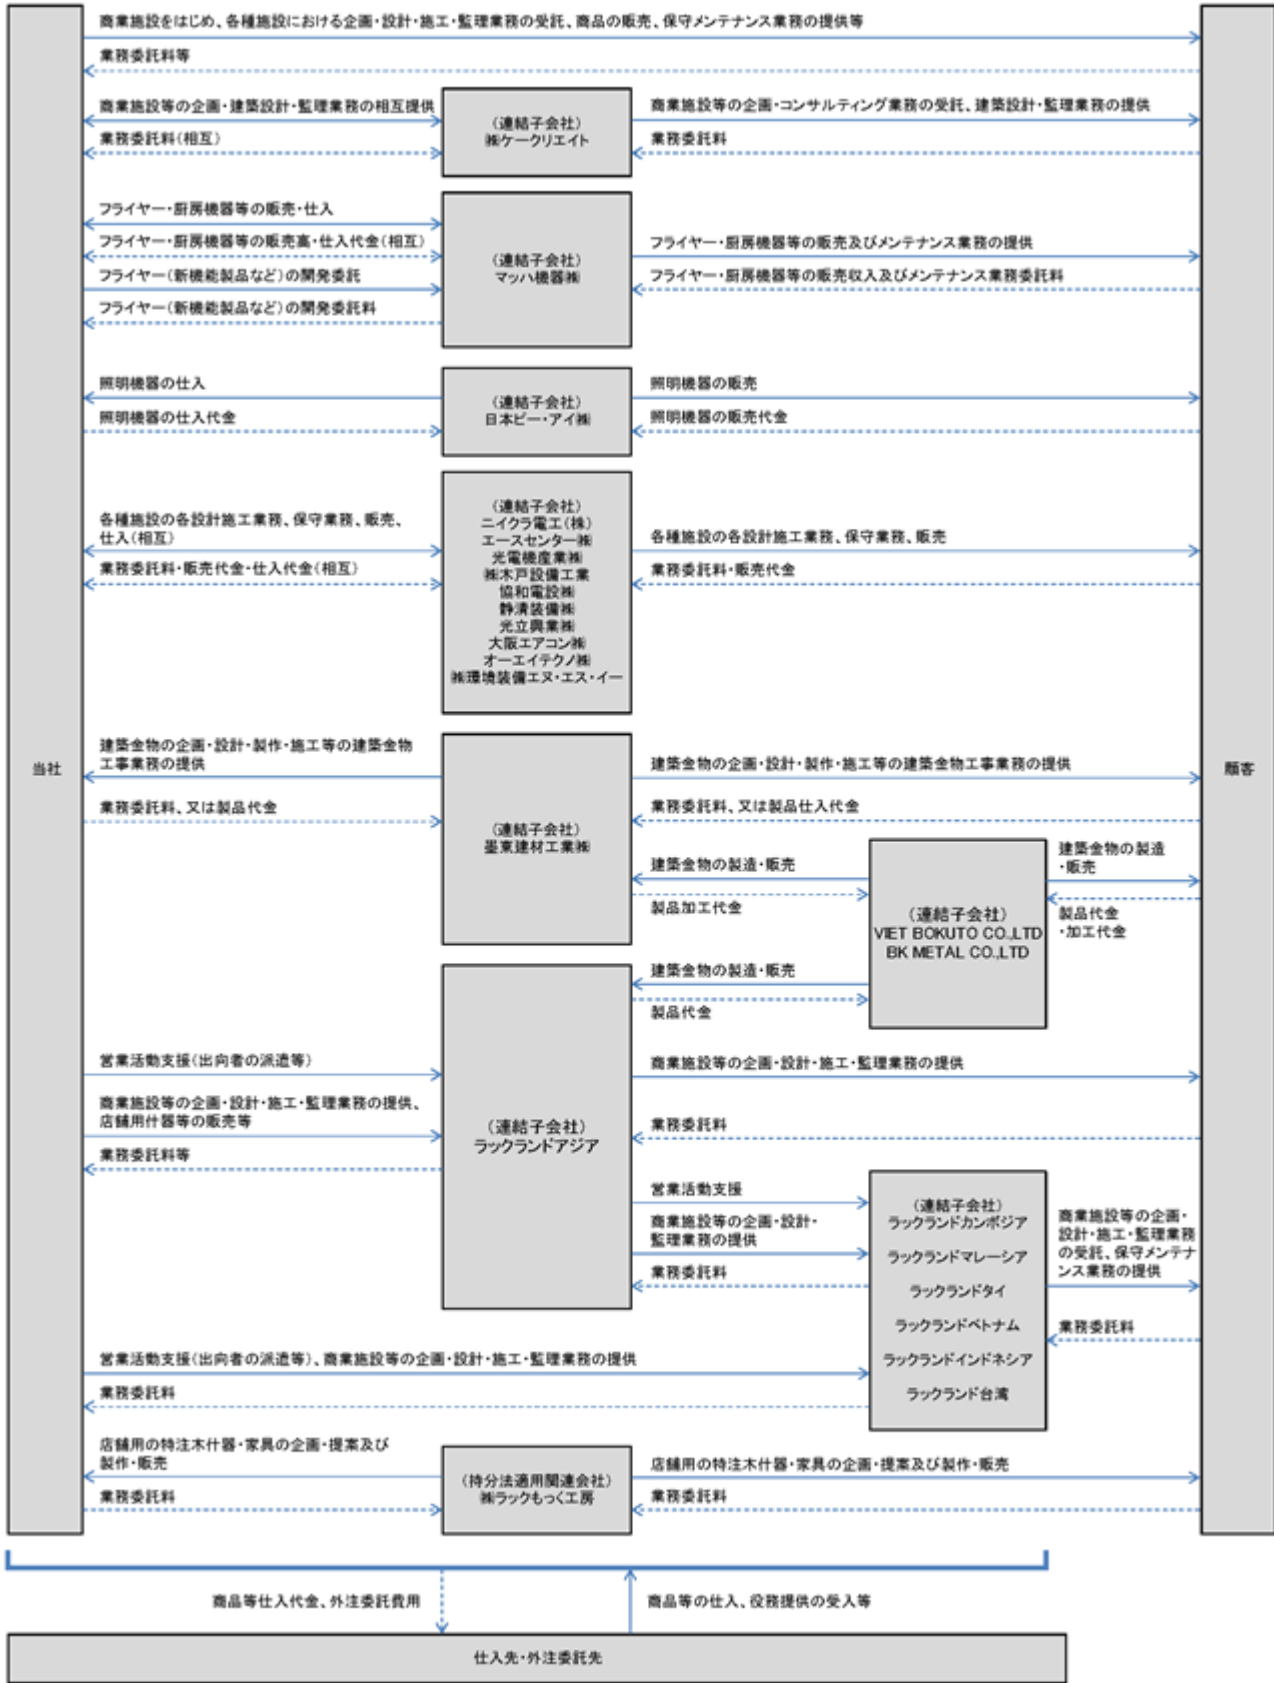 商業施設をはじめ、各種施設における企画・設計・施工・監理業務の受託、商品の販売、保守メンテナンス業務の提供等
業務委託料等
商業施設等の企画・建築設計・監理業務の相互提供
業務委託料(相互)
(連結子会社)
㈱ケークリエイト
商業施設等の企画・コンサルティング業務の受託、建築設計・監理業務の提供
業務委託料
フライヤー・厨房機器等の販売・仕入
フライヤー・厨房機器等の販売高・仕入代金(相互)
フライヤー(新機能製品など)の開発委託
フライヤー(新機能製品など)の開発委託料
(連結子会社)
マッハ機器㈱
フライヤー・厨房機器等の販売及びメンテナンス業務の提供
フライヤー・厨房機器等の販売収入及びメンテナンス業務委託料
照明機器の仕入
照明機器の仕入代金
(連結子会社)
日本ピー・アイ㈱
照明機器の販売
照明機器の販売代金
各種施設の各設計施工業務、保守業務、販売、
仕入(相互)
業務委託料・販売代金・仕入代金(相互)
(連結子会社)
ニイクラ電工(株)
エースセンター㈱
光電機産業㈱
㈱木戸設備工業
協和電設㈱
静清装備㈱
光立興業㈱
大阪エアコン㈱
オーエイテクノ㈱
㈱環境装備エヌ・エス・イー
各種施設の各設計施工業務、保守業務、販売
業務委託料・販売代金
当社
顧客
建築金物の企画・設計・製作・施工等の建築金物
工事業務の提供
業務委託料、又は製品代金
(連結子会社)
墨東建材工業㈱
建築金物の企画・設計・製作・施工等の建築金物工事業務の提供
業務委託料、又は製品仕入代金
建築金物の製造・販売
製品加工代金
(連結子会社)
VIET BOKUTO CO.,LTD
BK METAL CO.,LTD
建築金物の製造
・販売
製品代金
・加工代金
建築金物の製造・販売
製品代金
営業活動支援(出向者の派遣等)
商業施設等の企画・設計・施工・監理業務の提供、
店舗用什器等の販売等
業務委託料等
(連結子会社)
ラックランドアジア
商業施設等の企画・設計・施工・監理業務の提供
業務委託料
営業活動支援
商業施設等の企画・設計・
監理業務の提供
業務委託料
(連結子会社)
ラックランドカンボジア
ラックランドマレーシア
ラックランドタイ
ラックランドベトナム
ラックランドインドネシア
ラックランド台湾
商業施設等の企画・
設計・施工・監理業務
の受託、保守メンテナ
ンス業務の提供
業務委託料
営業活動支援(出向者の派遣等)、商業施設等の企画・設計・施工・監理業務の提供
業務委託料
店舗用の特注木什器・家具の企画・提案及び
製作・販売
業務委託料
(持分法適用関連会社)
㈱ラックもっく工房
店舗用の特注木什器・家具の企画・提案及び製作・販売
業務委託料
商品等仕入代金、外注委託費用
商品等の仕入、役務提供の受入等
仕入先・外注委託先